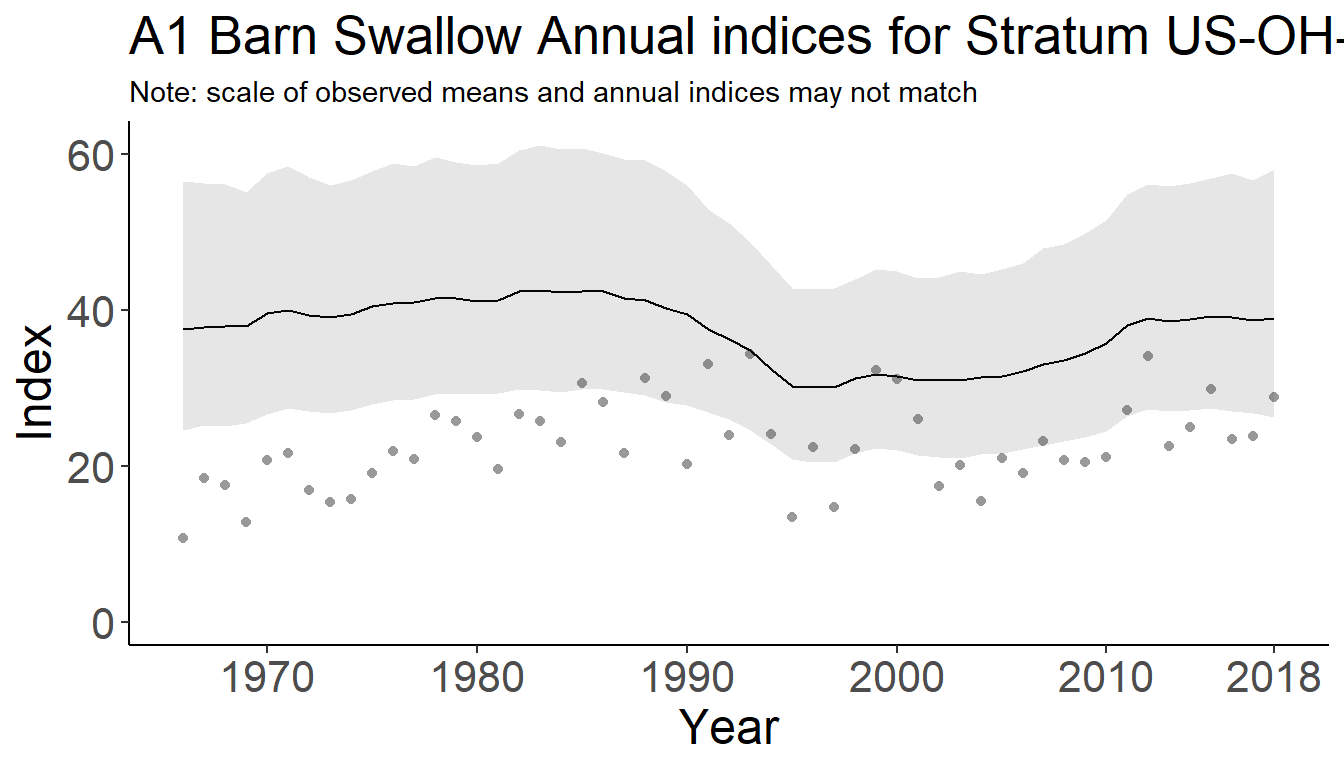 A1 Barn Swallow Annual indices for Stratum US-OH-
Note: scale of observed means and annual indices may not match
60
40
20
0
Index
1970 1980 1990 2000 2010 2018
Year